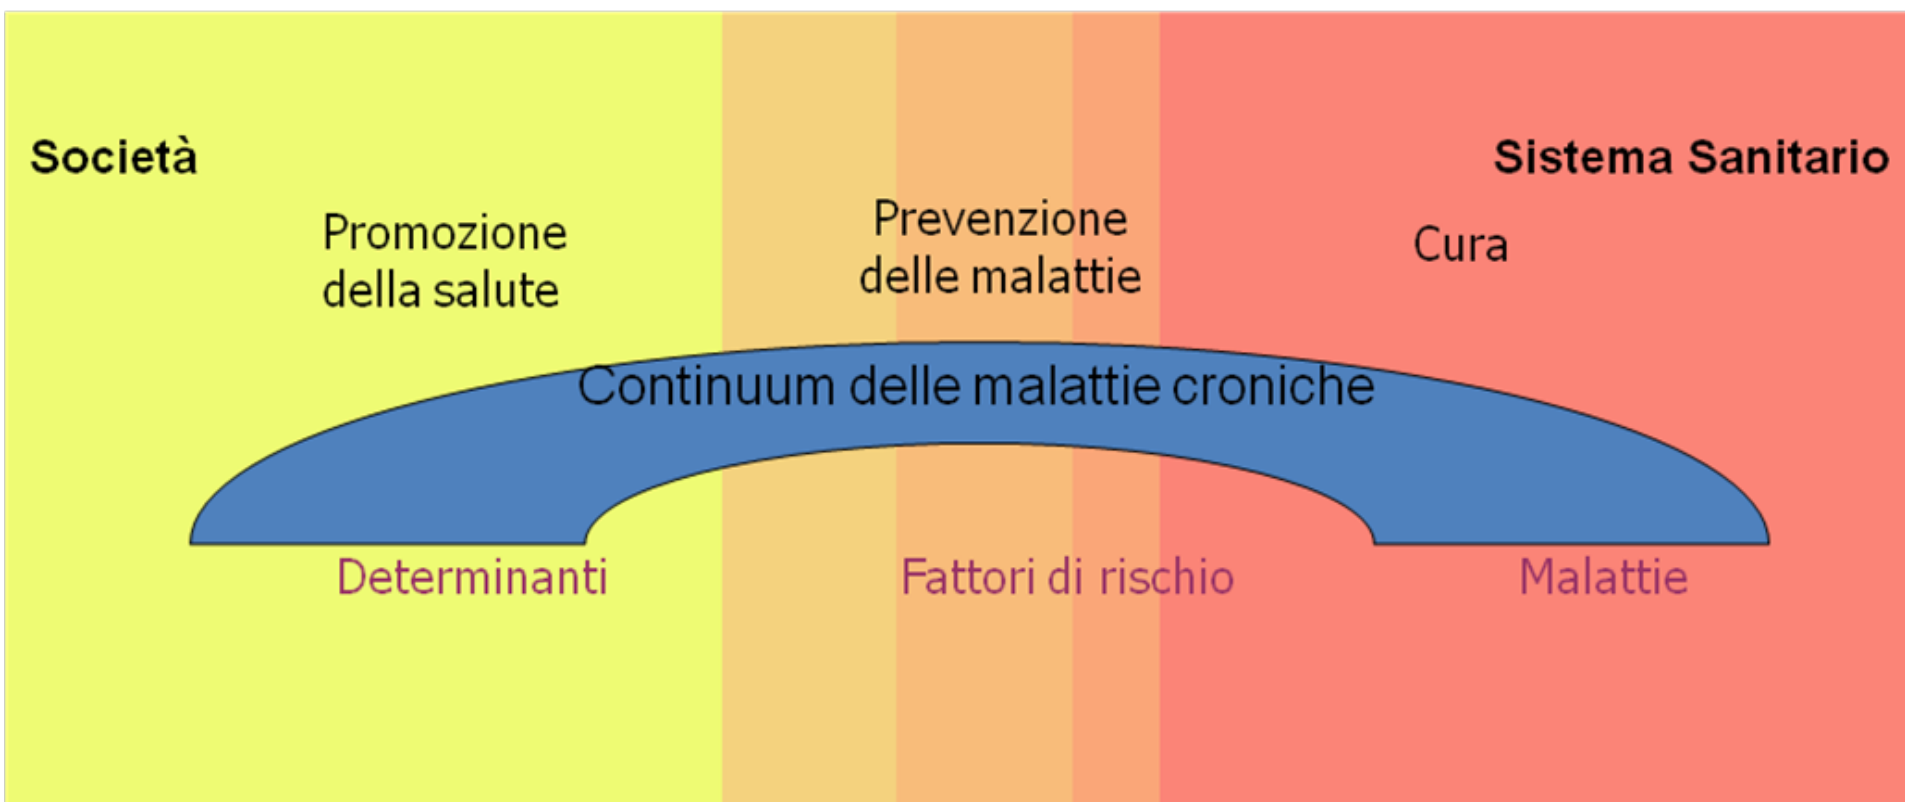 Società
Sistema Sanitario
Promozione
della salute
Prevenzione
delle malattie
Cura
Continuum delle malattie croniche
Determinanti
Fattori di rischio
Malattie